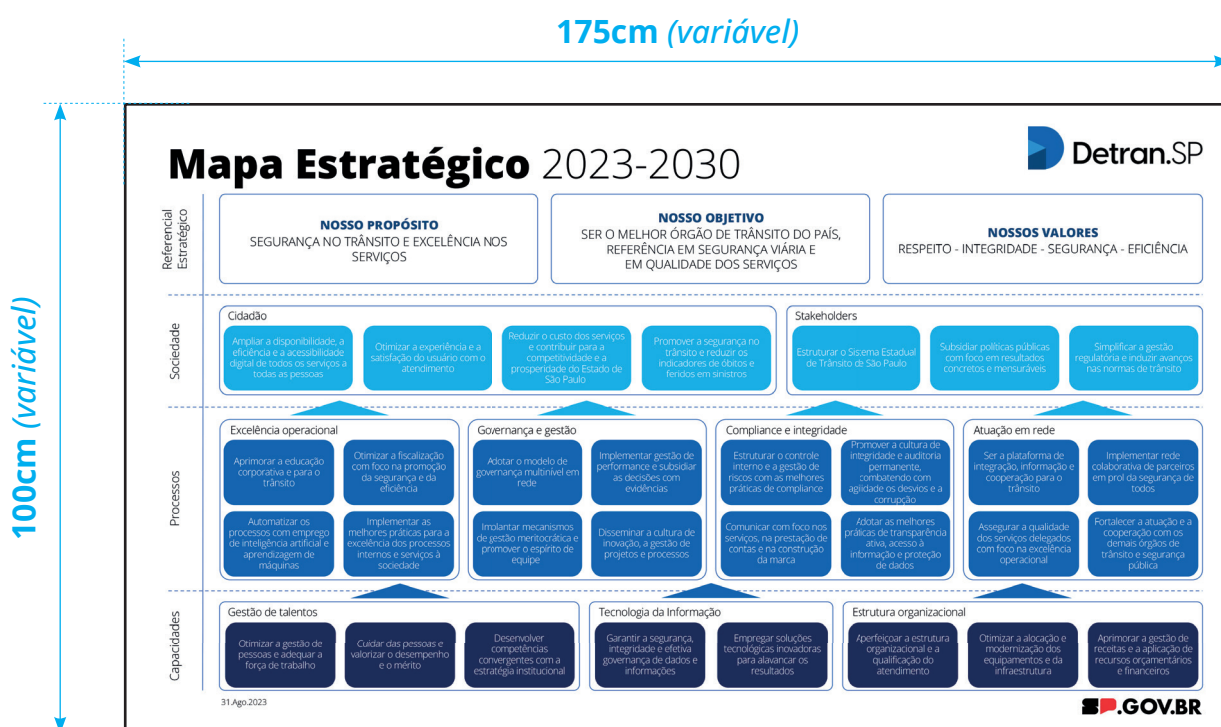 175cm (variável)
100cm (variável)
Mapa Estratégico 2023-2030
Detran.SP
Referencial
Estratégico
NOSSO PROPÓSITO
SEGURANÇA NO TRÂNSITO E EXCELÊNCIA NOS
SERVIÇOS
NOSSO OBJETIVO
SER O MELHOR ÓRGÃO DE TRÂNSITO DO PAÍS,
REFERÊNCIA EM SEGURANÇA VIÁRIA E
EM QUALIDADE DOS SERVIÇOS
NOSSOS VALORES
RESPEITO - INTEGRIDADE - SEGURANÇA - EFICIÊNCIA
Sociedade
Cidadão
Ampliar a disponibilidade, a
eficiência e a acessibilidade
digital de todos os serviços a
todas as pessoas
Otimizar a experiência e a
satisfação do usuário com o
atendimento
Reduzir o custo dos serviços
e contribuir para a
competitividade e a
prosperidade do Estado de
São Paulo
Promover a segurança no
trânsito e reduzir os
indicadores de óbitos e
feridos em sinistros
Stakeholders
Estruturar o Sistema Estadual
de Trânsito de São Paulo
Subsidiar políticas públicas
com foco em resultados
concretos e mensuráveis
Simplificar a gestão
regulatória e induzir avanços
nas normas de trânsito
Processos
Excelência operacional
Aprimorar a educação
corporativa e para o
trânsito
Otimizar a fiscalização
com foco na promoção
da segurança e da
eficiência
Automatizar os
processos com emprego
de inteligência artificial e
aprendizagem de
máquinas
Implementar as
melhores práticas para a
excelência dos processos
internos e serviços à
sociedade
Governança e gestão
Adotar o modelo de
governança multinível em
rede
Implementar gestão de
performance e subsidiar
as decisões com
evidências
Implantar mecanismos
de gestão meritocrática e
promover o espírito de
equipe
Disseminar a cultura de
inovação, a gestão de
projetos e processos
Compliance e integridade
Estruturar o controle
interno e a gestão de
riscos com as melhores
práticas de compliance
Promover a cultura de
integridade e auditoria
permanente,
combatendo com
agilidade os desvios e a
corrupção
Comunicar com foco nos
serviços, na prestação de
contas e na construção
da marca
Adotar as melhores
práticas de transparência
ativa, acesso à
informação e proteção
de dados
Atuação em rede
Ser a plataforma de
integração, informação e
cooperação para o
trânsito
Implementar rede
colaborativa de parceiros
em prol da segurança de
todos
Assegurar a qualidade
dos serviços delegados
com foco na excelência
operacional
Fortalecer a atuação e a
cooperação com os
demais órgãos de
trânsito e segurança
pública
Capacidades
Gestão de talentos
Otimizar a gestão de
pessoas e adequar a
força de trabalho
Cuidar das pessoas e
valorizar o desempenho
e o mérito
Desenvolver
competências
convergentes com a
estratégia institucional
Tecnologia da Informação
Garantir a segurança,
integridade e efetiva
governança de dados e
informações
Empregar soluções
tecnológicas inovadoras
para alavancar os
resultados
Estrutura organizacional
Aperfeiçoar a estrutura
organizacional e a
qualificação do
atendimento
Otimizar a alocação e
modernização dos
equipamentos e da
infraestrutura
Aprimorar a gestão de
receitas e a aplicação de
recursos orçamentários
e financeiros
31.Ago.2023
SP.GOV.BR